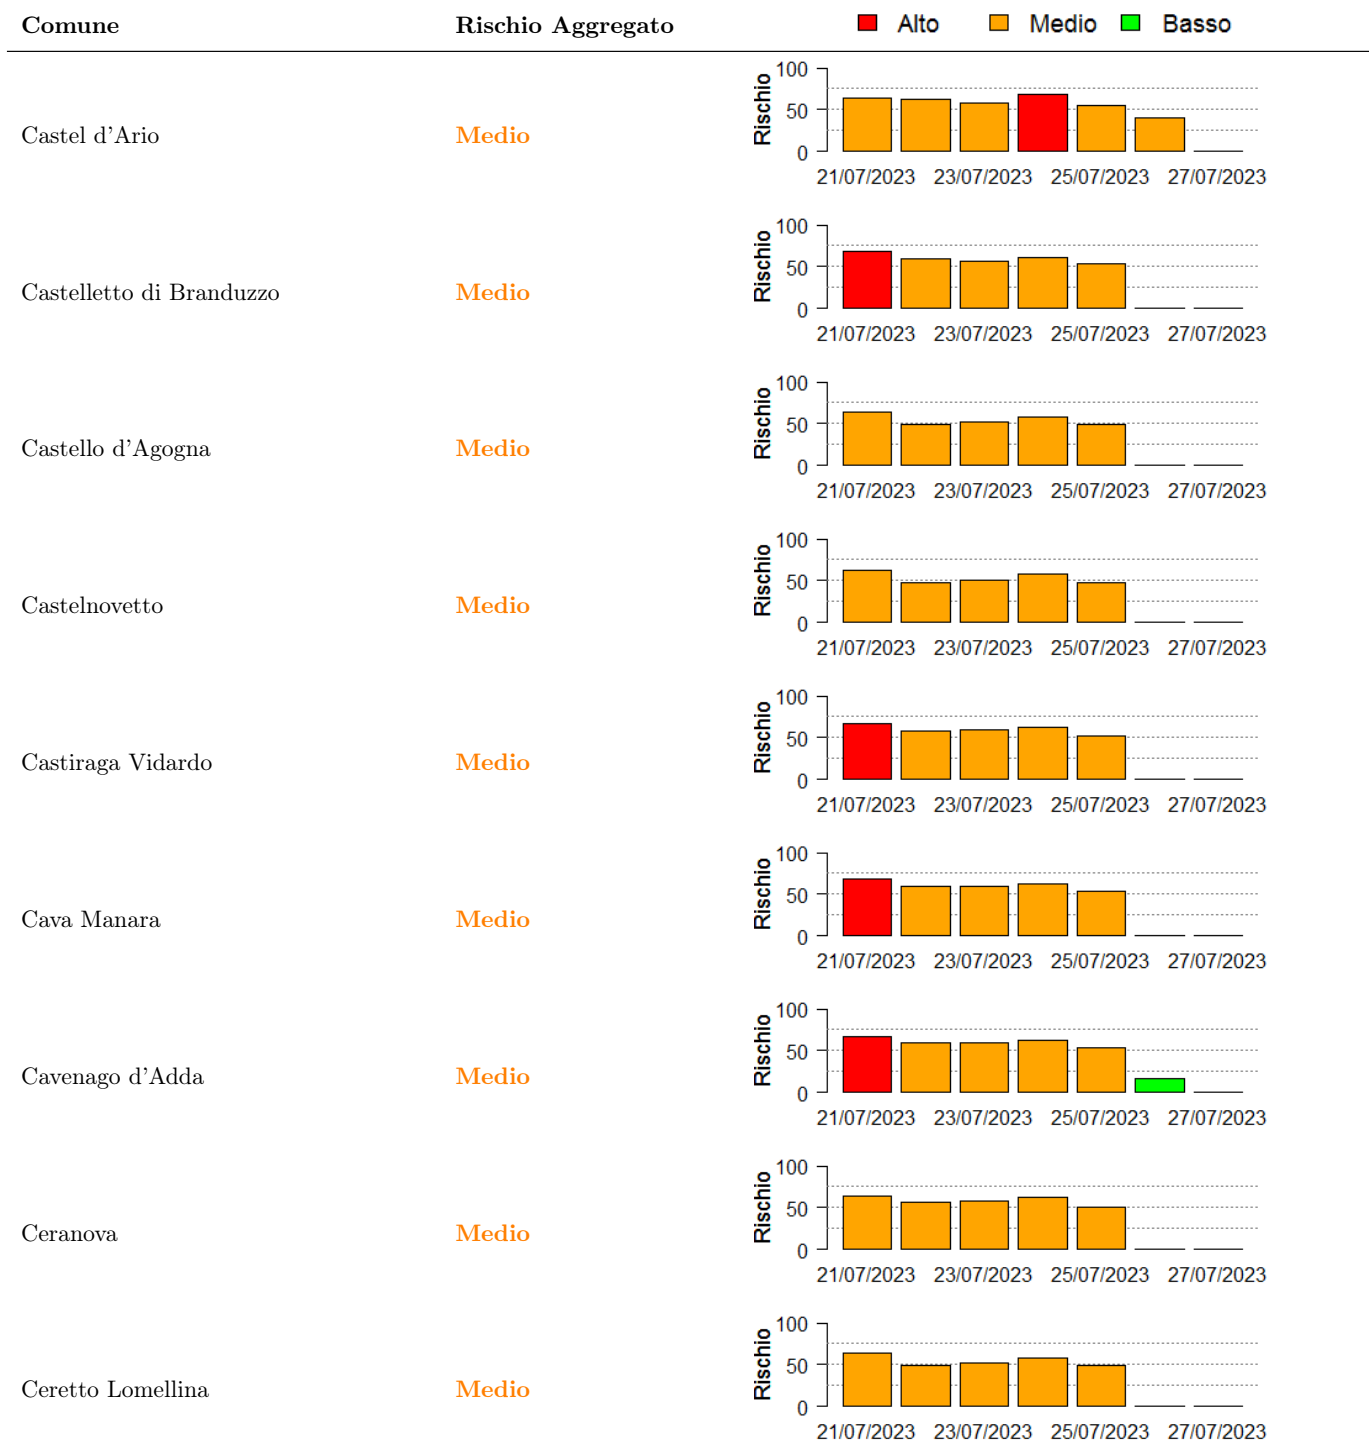 Comune Rischio Aggregato Alto Medio Basso
100
50
0
Rischio
Castel d'Ario Medio
21/07/2023 23/07/2023 25/07/2023 27/07/2023
100
50
0
Rischio
Castelletto di Branduzzo Medio
21/07/2023 23/07/2023 25/07/2023 27/07/2023
100
50
0
Rischio
Castello d'Agogna Medio
21/07/2023 23/07/2023 25/07/2023 27/07/2023
100
50
0
Rischio
Castelnovetto Medio
21/07/2023 23/07/2023 25/07/2023 27/07/2023
100
50
0
Rischio
Castiraga Vidardo Medio
21/07/2023 23/07/2023 25/07/2023 27/07/2023
100
50
0
Rischio
Cava Manara Medio
21/07/2023 23/07/2023 25/07/2023 27/07/2023
100
50
0
Rischio
Cavenago d'Adda Medio
21/07/2023 23/07/2023 25/07/2023 27/07/2023
100
50
0
Rischio
Ceranova Medio
21/07/2023 23/07/2023 25/07/2023 27/07/2023
100
50
0
Rischio
Ceretto Lomellina Medio
21/07/2023 23/07/2023 25/07/2023 27/07/2023